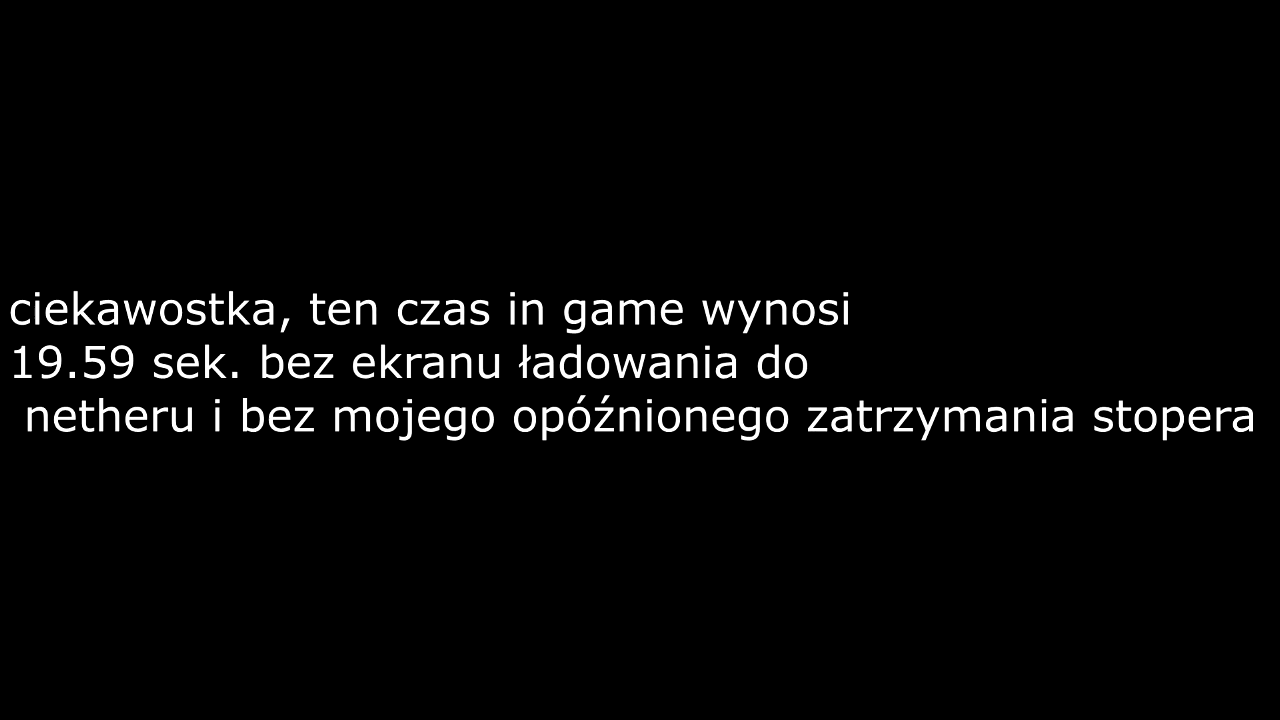 ciekawostka, ten czas in game wynosi
19.59 sek. bez ekranu ładowania do
netheru i bez mojego opóźnionego zatrzymania stopera